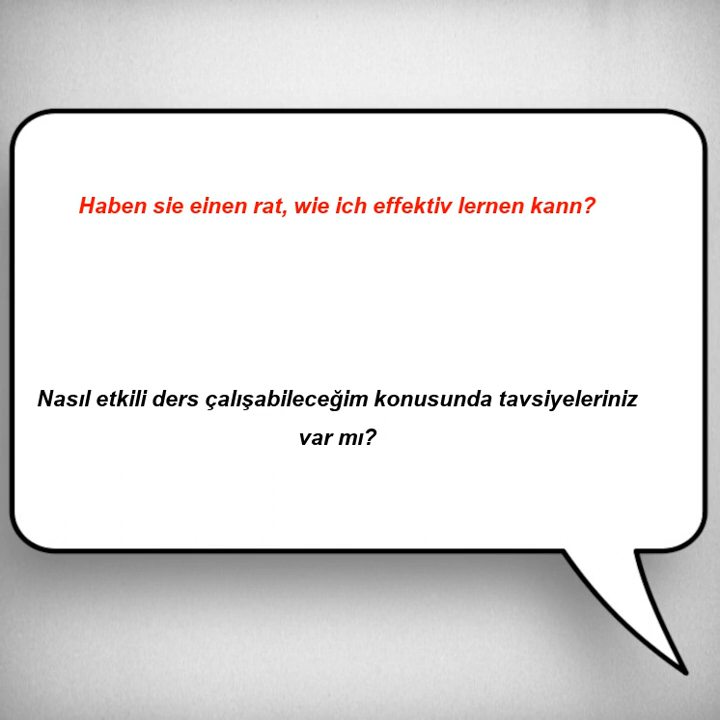 Haben sie einen rat, wie ich effektiv lernen kann?
Nasıl etkili ders çalışabileceğim konusunda tavsiyeleriniz
var mı?